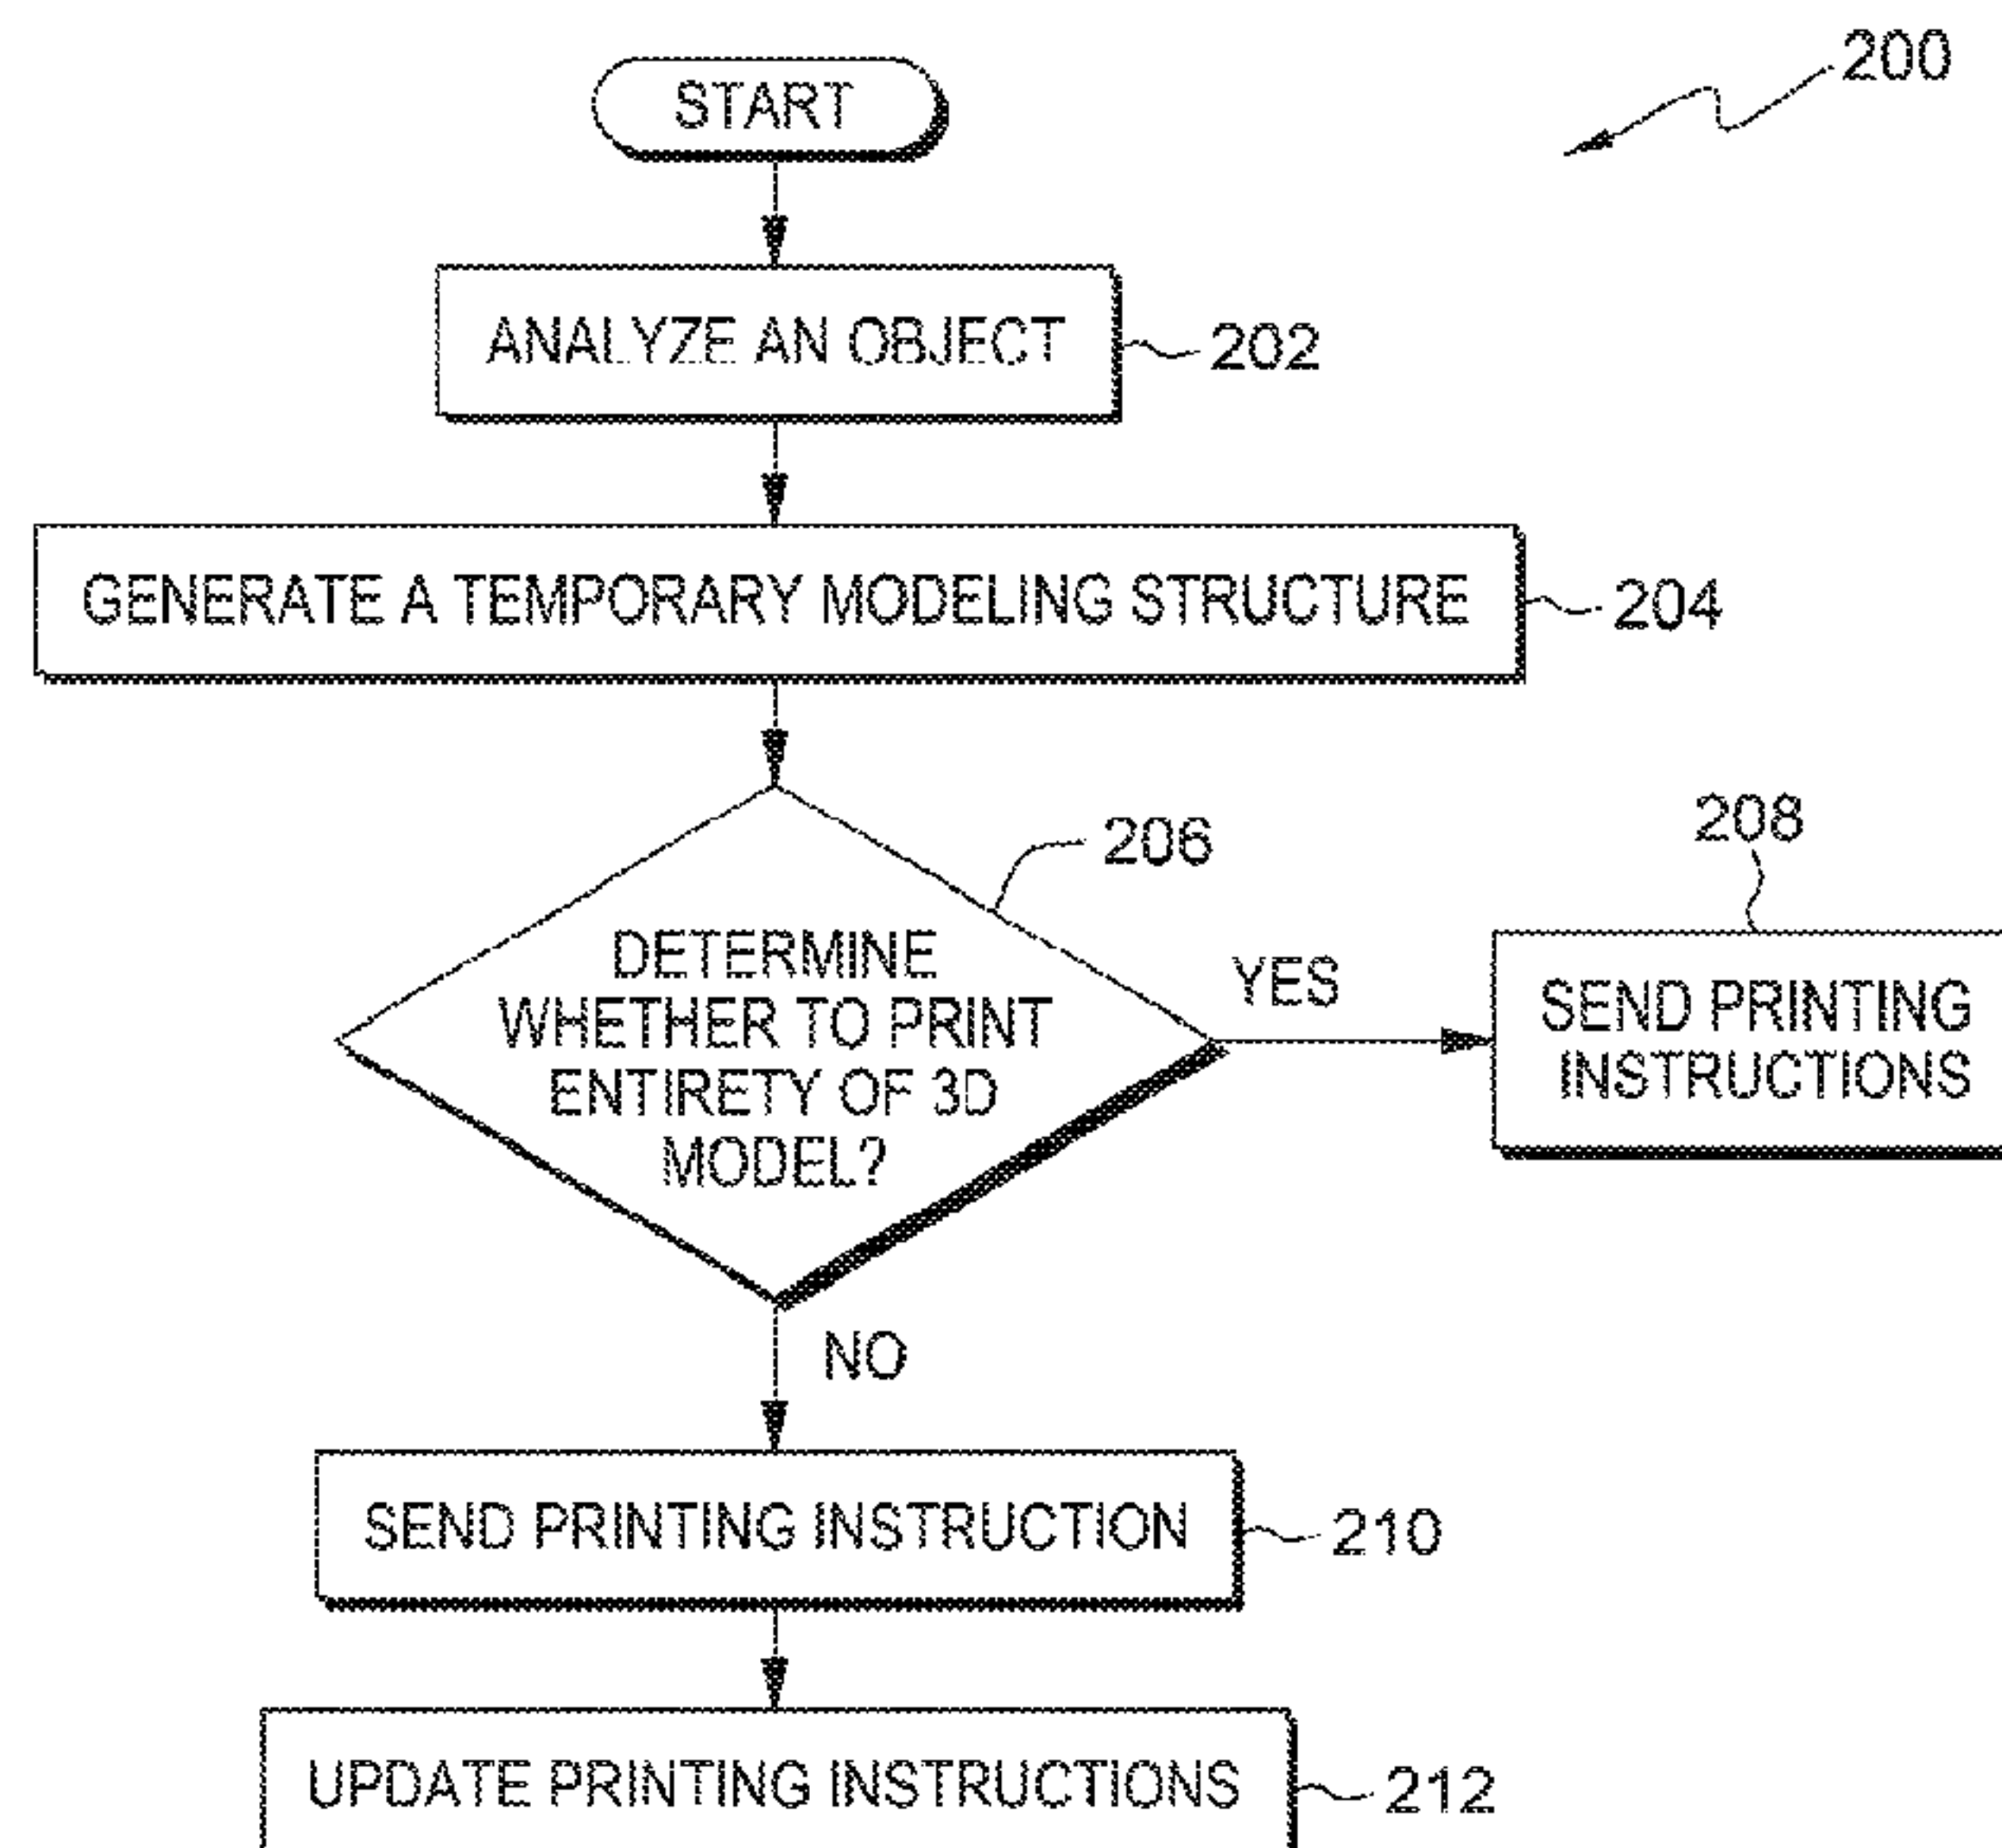 200
START
ANALYZE AN OBJECT
202
GENERATE A TEMPORARY MODELING STRUCTURE
204
206
208
DETERMINE
WHETHER TO PRINT
ENTIRETY OF 3D
MODEL?
YES
SEND PRINTING
INSTRUCTIONS
NO
SEND PRINTING INSTRUCTION
210
UPDATE PRINTING INSTRUCTIONS
212